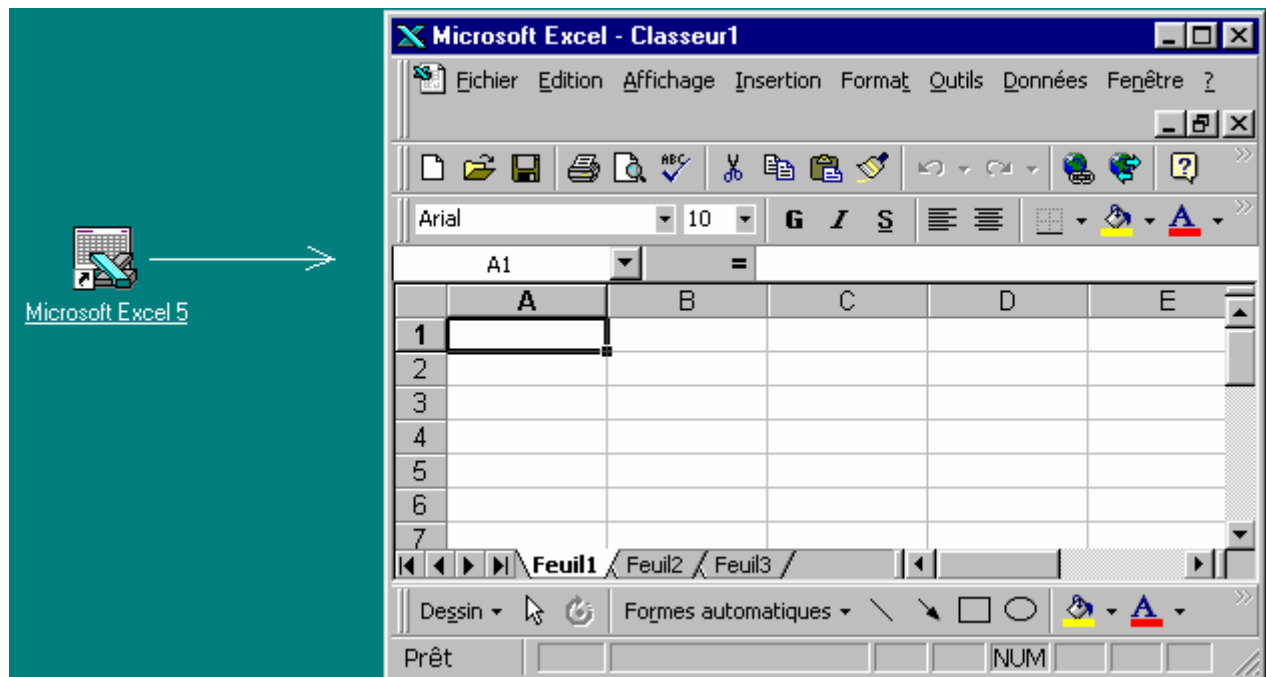 Microsoft Excel 5
Microsoft Excel - Classeur1
Fichier Edition Affichage Insertion Format Outils Données Fenêtre ?
ABC
Arial 10 G I S A
A1 =
A B C D E
1
2
3
4
5
6
7
Feuil1 Feuil2 Feuil3
Dessin Formes automatiques A
Prêt NUM